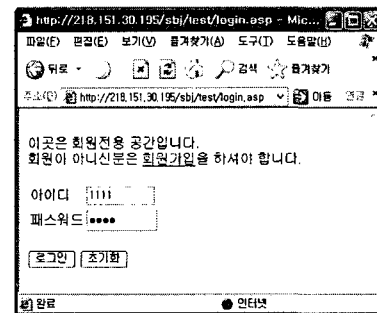 http://218.151.30.195/sbj/test/login.asp - Mic...
파일(F) 편집(E) 보기(V) 즐겨찾기(A) 도구(T) 도움말(H)
뒤로 검색 즐겨찾기
주소(D) http://218.151.30.195/sbj/test/login.asp 이동 연결
이곳은 회원전용 공간입니다.
회원이 아니신분은 회원가입을 하셔야 합니다.
아이디 1111
패스워드 ●●●●
로그인 초기화
완료 인터넷